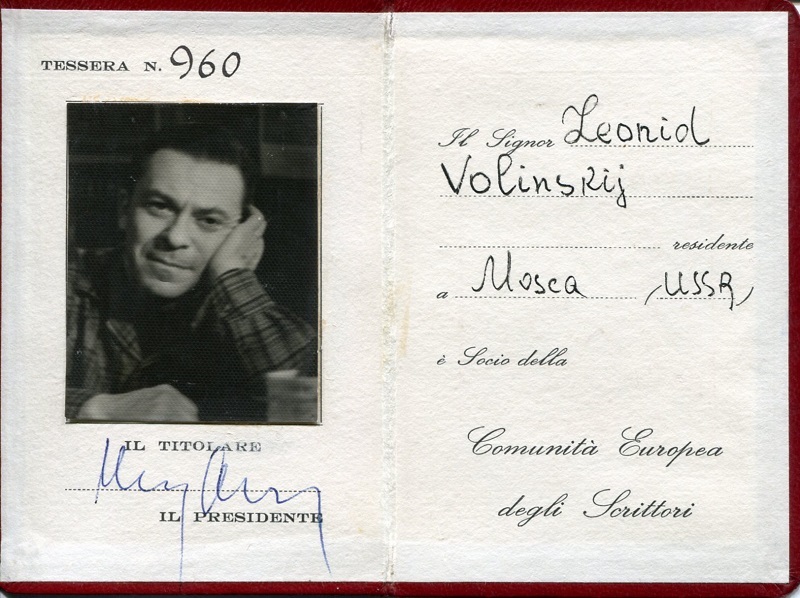 TESSERA N. 960
IL TITOLARE
IL PRESIDENTE
Il Signor Leonid
Volinskij
residente
a Mosca (USSR)
è Socio della
Comunità Europea
degli Scrittori